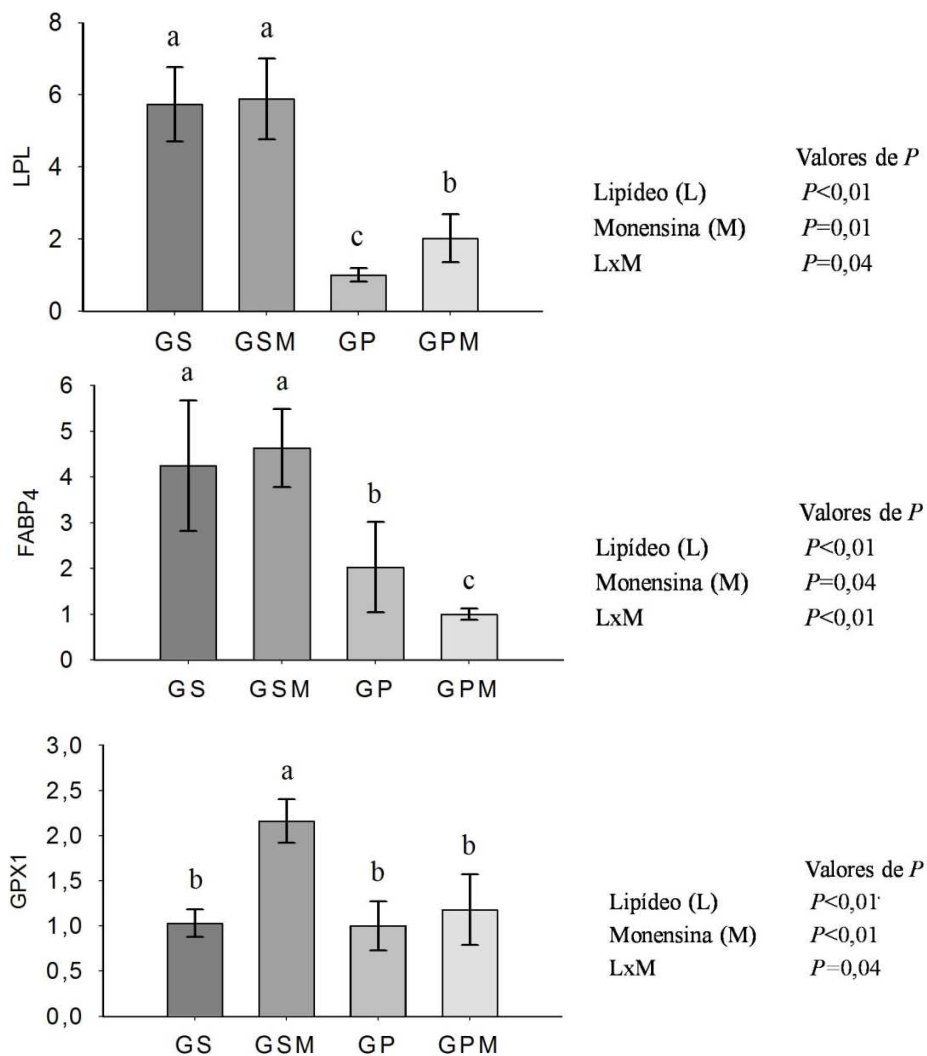 8
6
4
2
0
LPL
a
a
c
b
GS
GSM
GP
GPM
Valores de P
Lipídeo (L) P<0,01
Monensina (M) P=0,01
LxM P=0,04
6
5
4
3
2
1
0
FABP4
a
a
b
c
GS
GSM
GP
GPM
Valores de P
Lipídeo (L) P<0,01
Monensina (M) P=0,04
LxM P<0,01
3,0
2,5
2,0
1,5
1,0
0,5
0,0
GPX1
b
a
b
b
GS
GSM
GP
GPM
Valores de P
Lipídeo (L) P<0,01
Monensina (M) P<0,01
LxM P=0,04